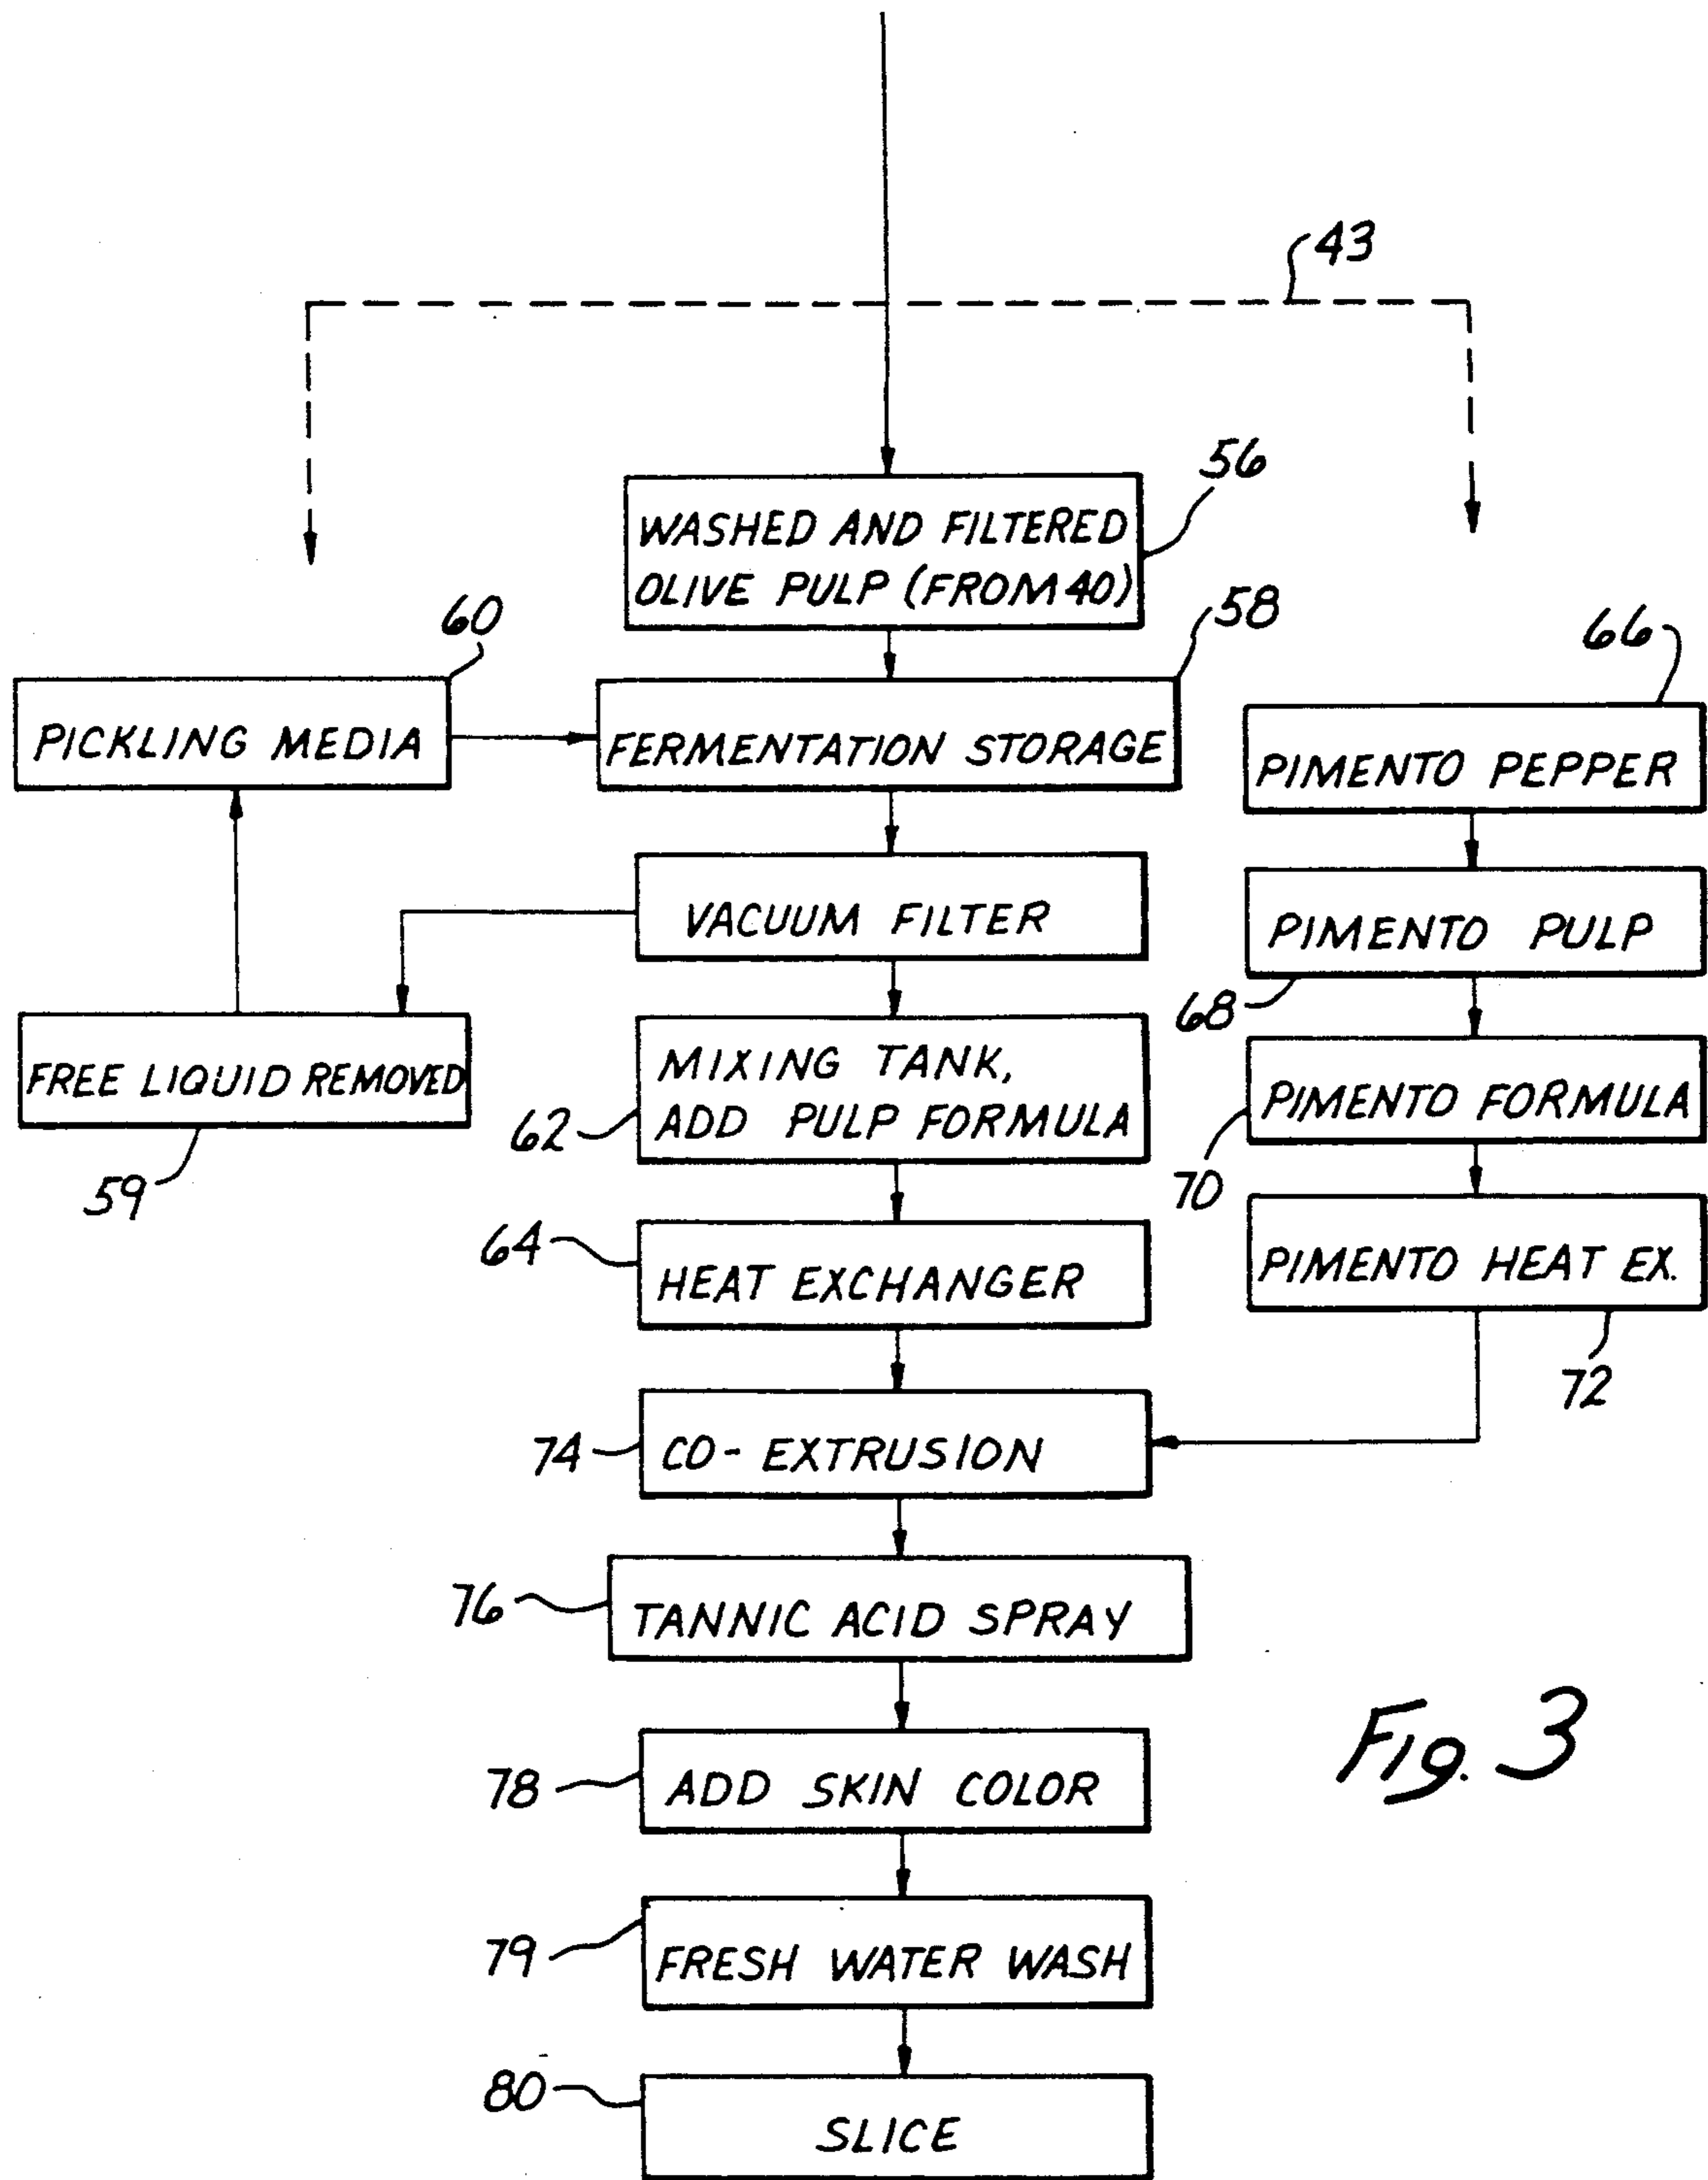 43
56
WASHED AND FILTERED
OLIVE PULP (FROM 40)
60
58
66
PICKLING MEDIA
FERMENTATION STORAGE
PIMENTO PEPPER
VACUUM FILTER
PIMENTO PULP
68
FREE LIQUID REMOVED
59
MIXING TANK,
ADD PULP FORMULA
62
PIMENTO FORMULA
70
64
HEAT EXCHANGER
PIMENTO HEAT EX.
72
74
CO-EXTRUSION
76
TANNIC ACID SPRAY
78
ADD SKIN COLOR
Fig. 3
79
FRESH WATER WASH
80
SLICE